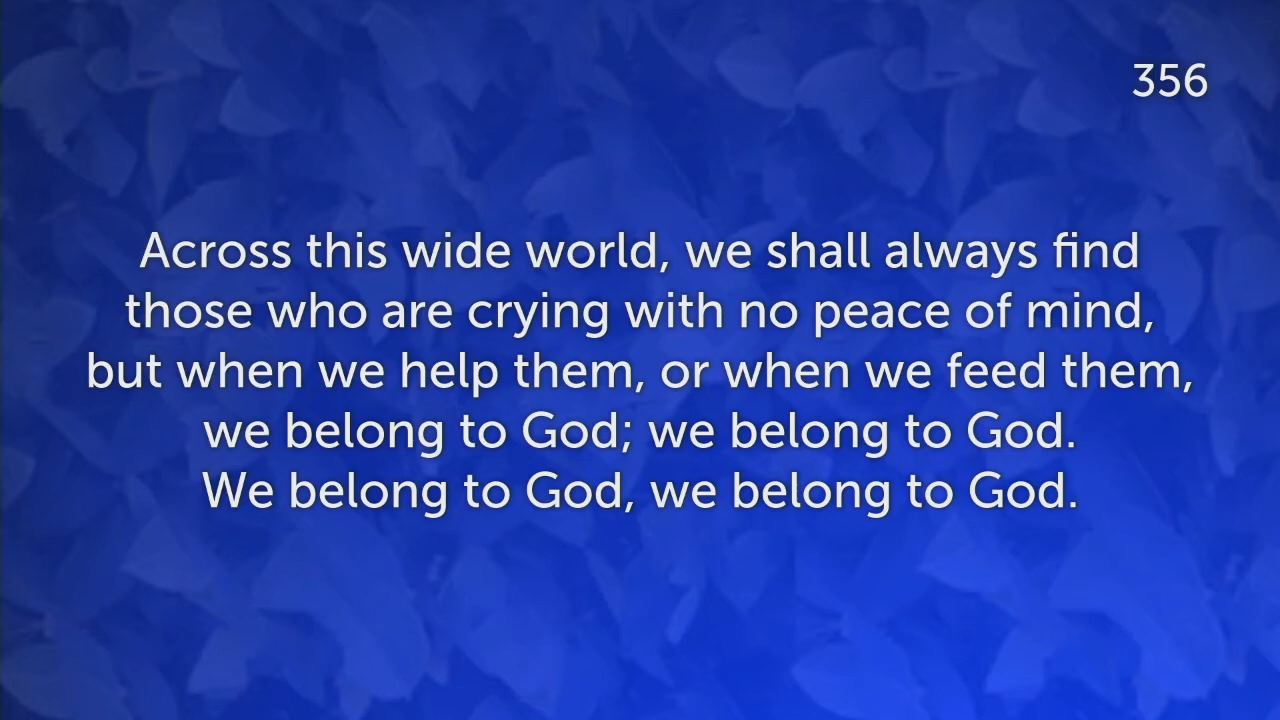 356
Across this wide world, we shall always find
those who are crying with no peace of mind,
but when we help them, or when we feed them,
we belong to God; we belong to God.
We belong to God, we belong to God.